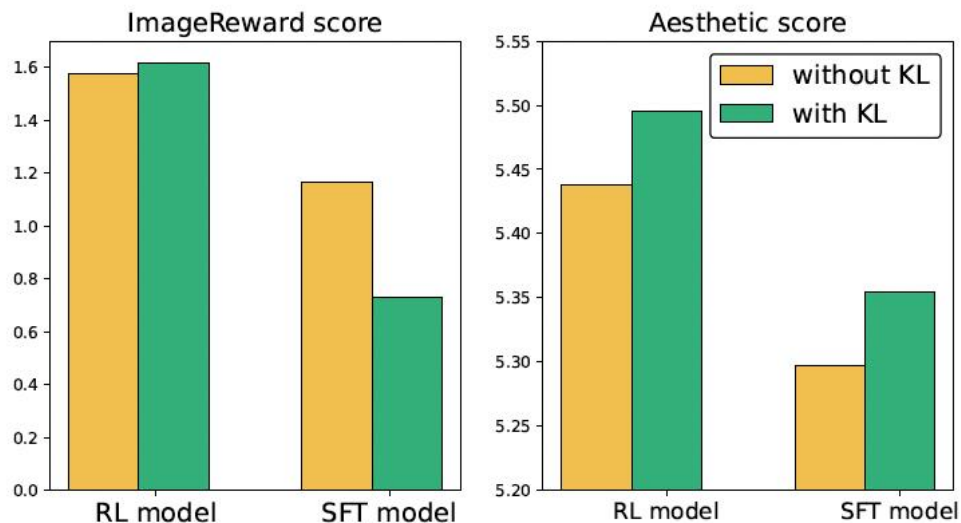 ImageReward score
1.6
1.4
1.2
1.0
0.8
0.6
0.4
0.2
0.0
RL model
SFT model
Aesthetic score
without KL
with KL
5.55
5.50
5.45
5.40
5.35
5.30
5.25
5.20
RL model
SFT model